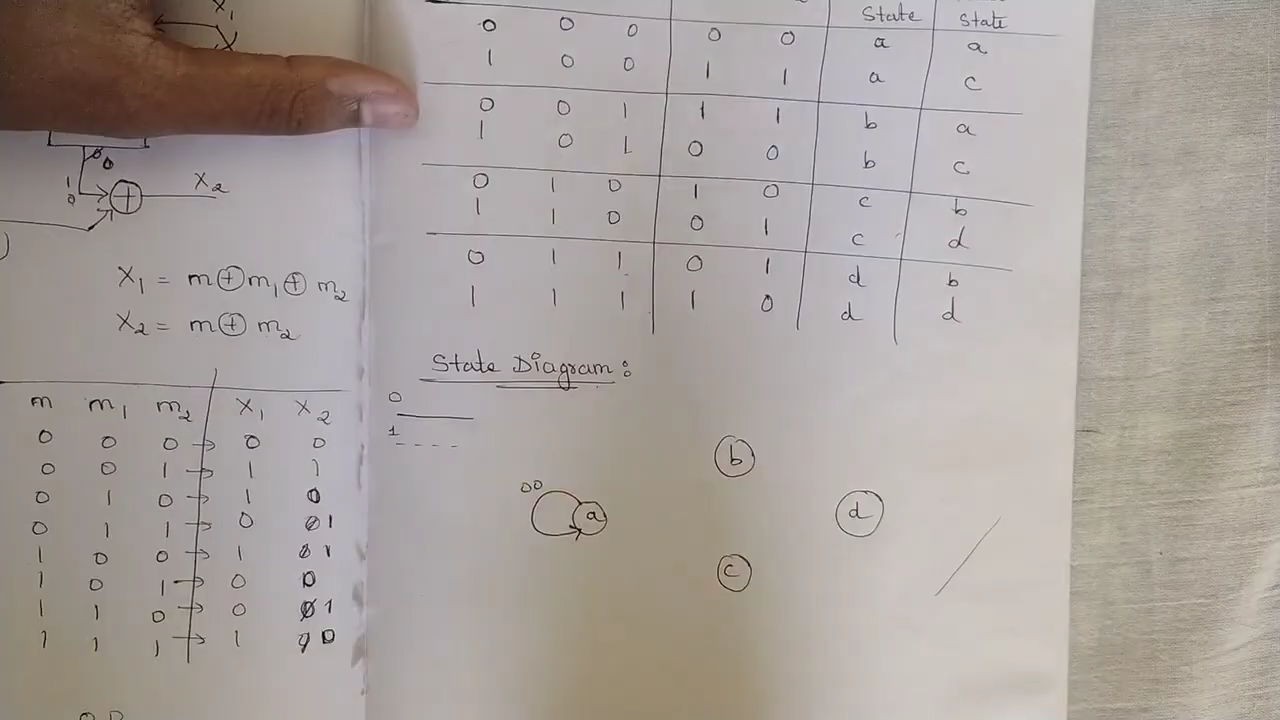 X₁
X₂
X₁ = m⊕m₁⊕m₂
X₂ = m⊕m₂
m m₁ m₂ X₁ X₂
0 0 0 → 0 0
0 0 1 → 1 1
0 1 0 → 1 0
0 1 1 → 0 1
1 0 0 → 1 1
1 0 1 → 0 0
1 1 0 → 0 1
1 1 1 → 1 0
State State
0 0 0 0 0 a a
1 0 0 1 1 a c
0 0 1 1 1 b a
1 0 1 0 0 b c
0 1 0 1 0 c b
1 1 0 0 1 c d
0 1 1 0 1 d b
1 1 1 1 0 d d
State Diagram :
0
1
b
00
a
d
c